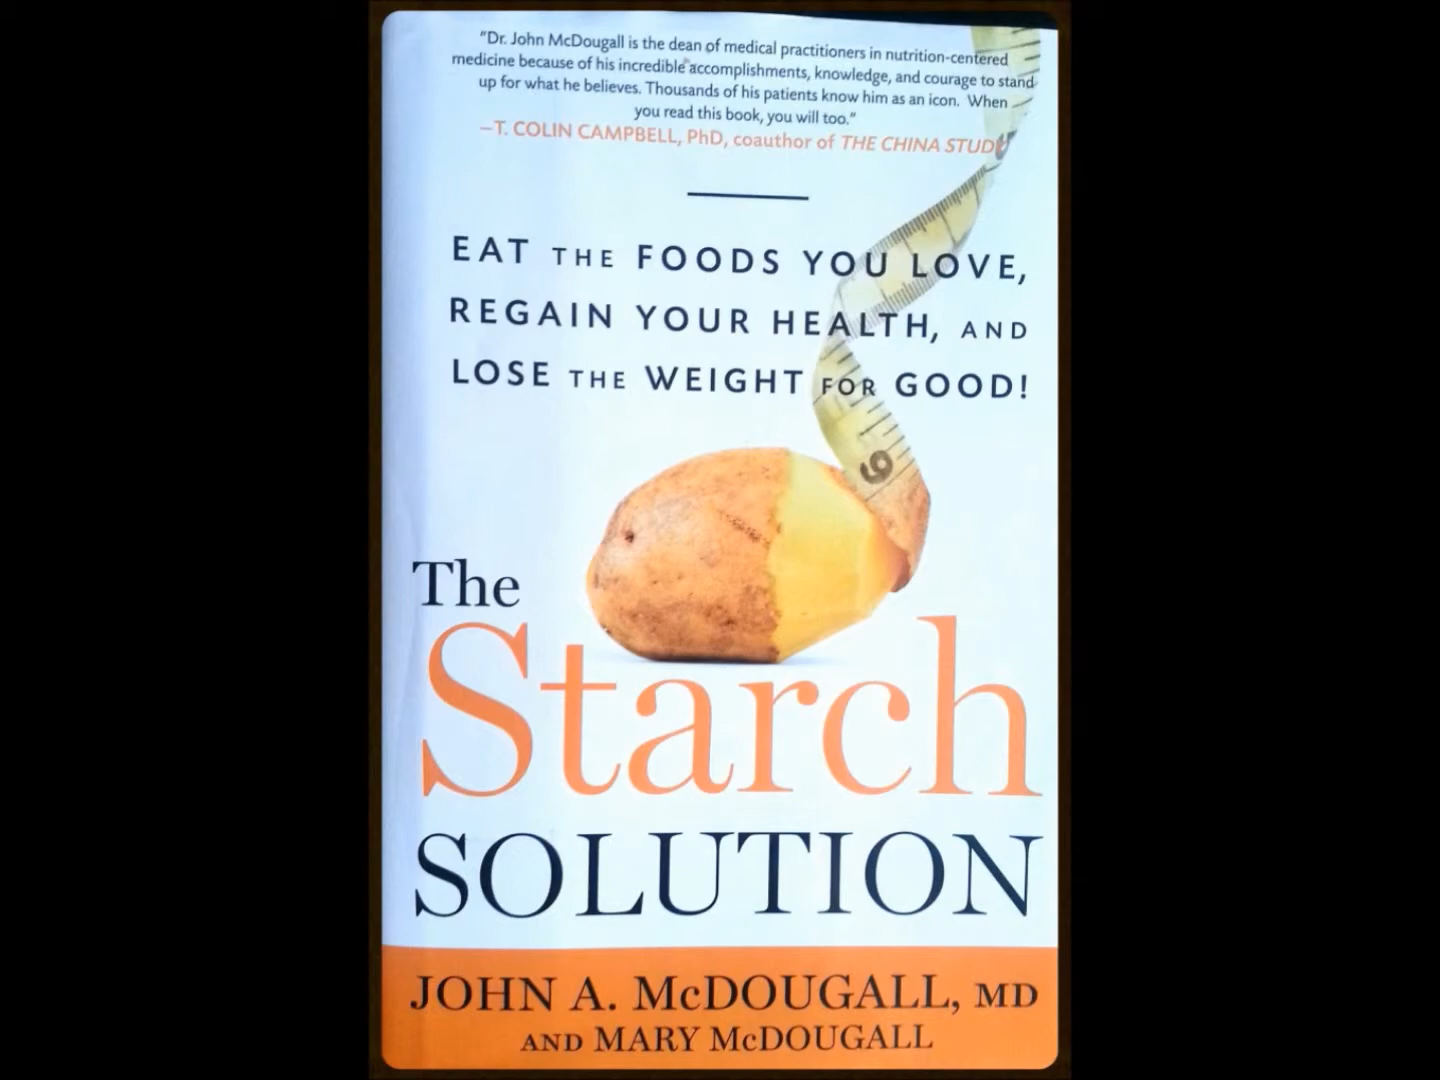 "Dr. John McDougall is the dean of medical practitioners in nutrition-centered
medicine because of his incredible accomplishments, knowledge, and courage to stand
up for what he believes. Thousands of his patients know him as an icon. When
you read this book, you will too."
—T. COLIN CAMPBELL, PhD, coauthor of THE CHINA STUDY
EAT THE FOODS YOU LOVE,
REGAIN YOUR HEALTH, AND
LOSE THE WEIGHT FOR GOOD!
9
The
Starch
SOLUTION
JOHN A. McDOUGALL, MD
AND MARY McDOUGALL